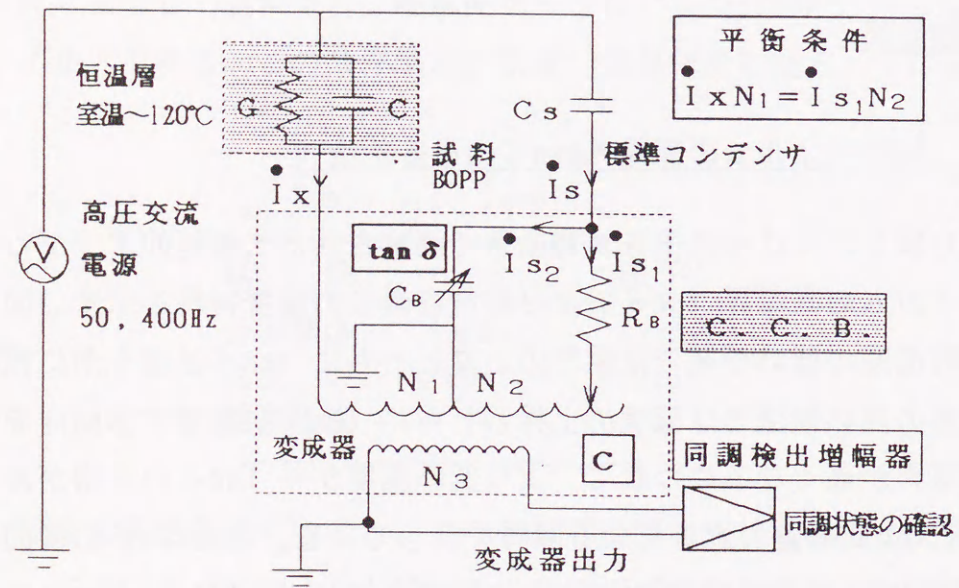 平衡条件
İxN₁=İs₁N₂
恒温層
室温～120℃
G
C
Cs
試料
BOPP
標準コンデンサ
İx
İs
高圧交流
電源
50，400Hz
V
tan δ
İs₂
İs₁
CB
RB
C．C．B．
N₁
N₂
変成器
N₃
C
同調検出増幅器
同調状態の確認
変成器出力